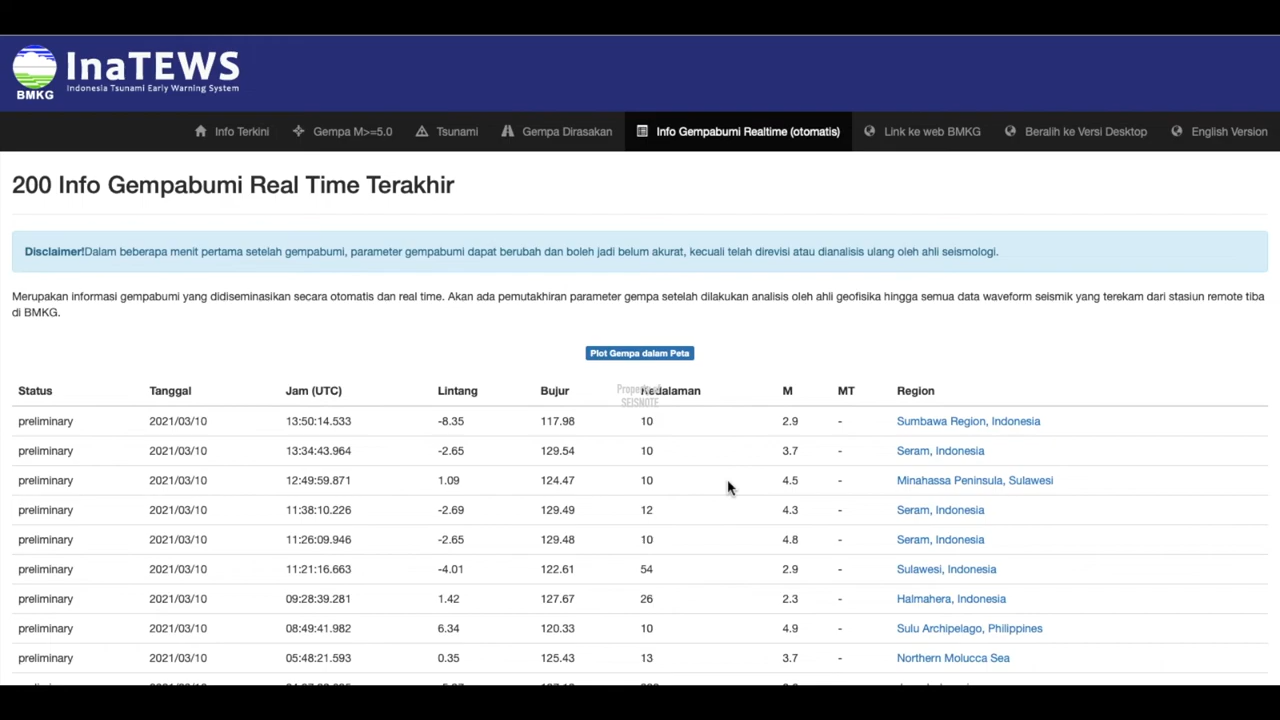 InaTEWS
Indonesia Tsunami Early Warning System
BMKG
Info Terkini Gempa M>=5.0 Tsunami Gempa Dirasakan Info Gempabumi Realtime (otomatis) Link ke web BMKG Beralih ke Versi Desktop English Version
200 Info Gempabumi Real Time Terakhir
Disclaimer!Dalam beberapa menit pertama setelah gempabumi, parameter gempabumi dapat berubah dan boleh jadi belum akurat, kecuali telah direvisi atau dianalisis ulang oleh ahli seismologi.
Merupakan informasi gempabumi yang didiseminasikan secara otomatis dan real time. Akan ada pemutakhiran parameter gempa setelah dilakukan analisis oleh ahli geofisika hingga semua data waveform seismik yang terekam dari stasiun remote tiba
di BMKG.
Plot Gempa dalam Peta
Status Tanggal Jam (UTC) Lintang Bujur Kedalaman M MT Region
Property of
SEISNOTE
preliminary 2021/03/10 13:50:14.533 -8.35 117.98 10 2.9 - Sumbawa Region, Indonesia
preliminary 2021/03/10 13:34:43.964 -2.65 129.54 10 3.7 - Seram, Indonesia
preliminary 2021/03/10 12:49:59.871 1.09 124.47 10 4.5 - Minahassa Peninsula, Sulawesi
preliminary 2021/03/10 11:38:10.226 -2.69 129.49 12 4.3 - Seram, Indonesia
preliminary 2021/03/10 11:26:09.946 -2.65 129.48 10 4.8 - Seram, Indonesia
preliminary 2021/03/10 11:21:16.663 -4.01 122.61 54 2.9 - Sulawesi, Indonesia
preliminary 2021/03/10 09:28:39.281 1.42 127.67 26 2.3 - Halmahera, Indonesia
preliminary 2021/03/10 08:49:41.982 6.34 120.33 10 4.9 - Sulu Archipelago, Philippines
preliminary 2021/03/10 05:48:21.593 0.35 125.43 13 3.7 - Northern Molucca Sea